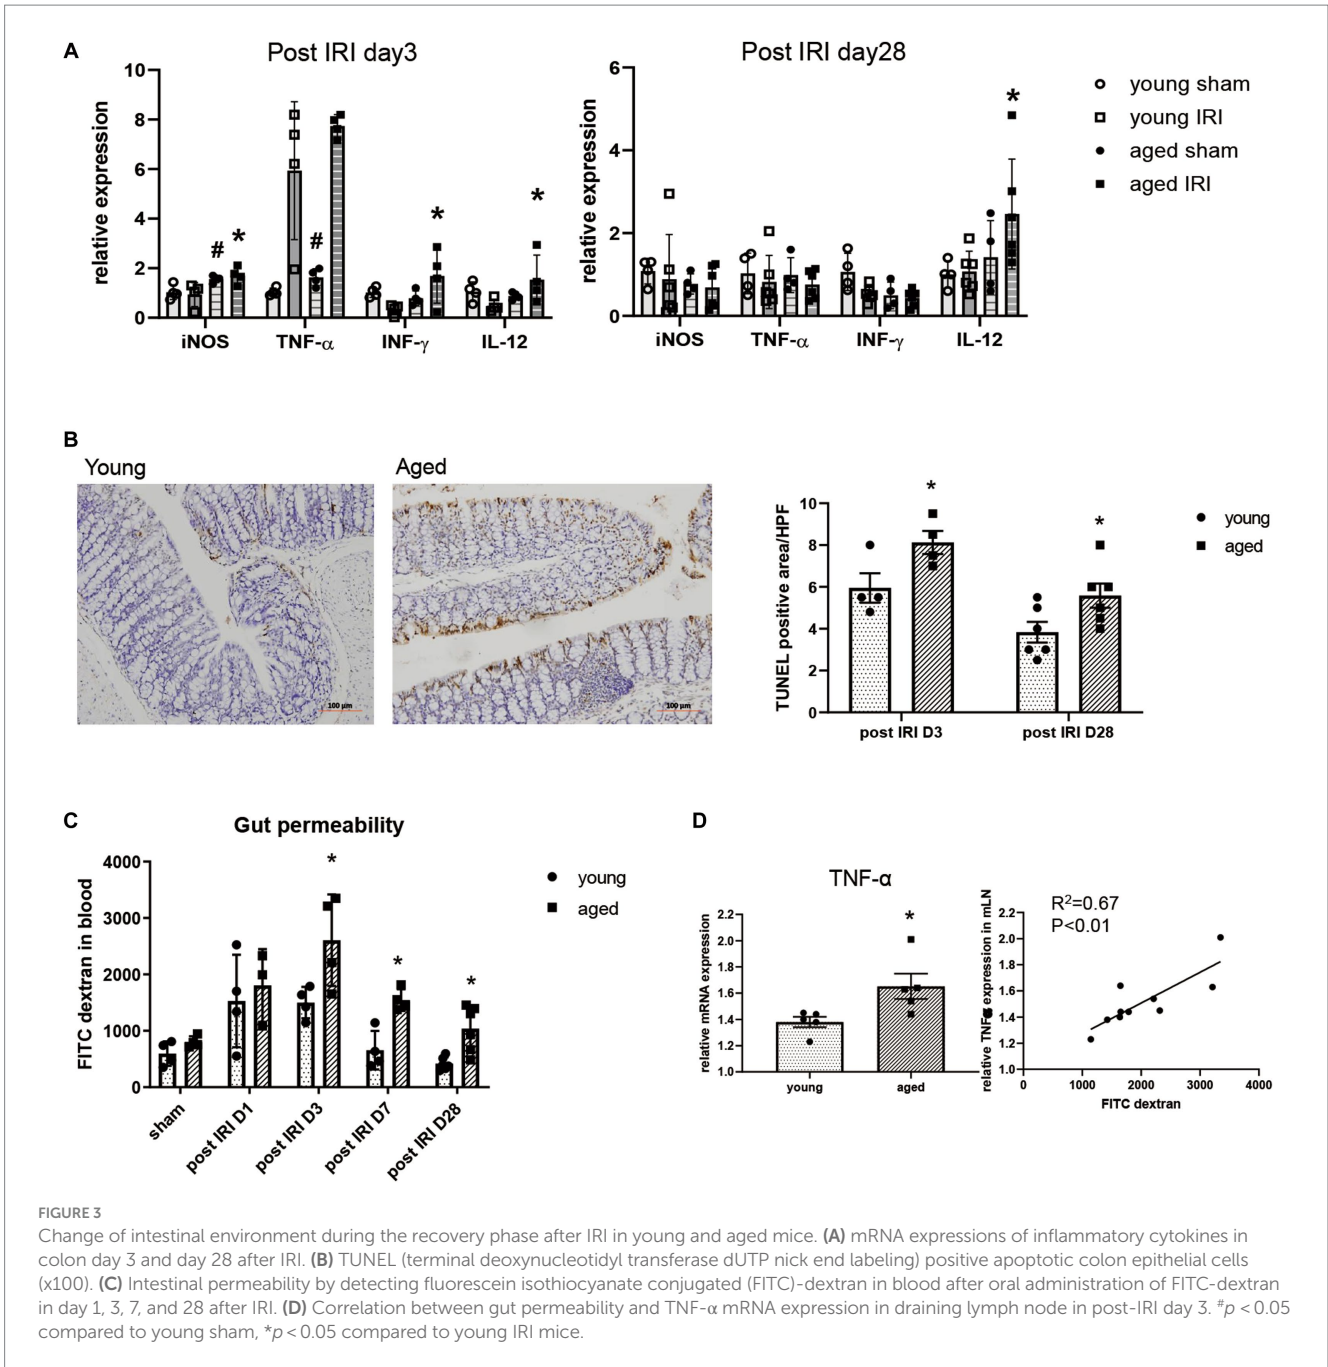 A
Post IRI day3
Post IRI day28
relative expression
10
8
6
4
2
0
#
*
#
*
*
iNOS
TNF-α
INF-γ
IL-12
relative expression
6
4
2
0
*
iNOS
TNF-α
INF-γ
IL-12
young sham
young IRI
aged sham
aged IRI
B
Young
Aged
100 µm
100 µm
TUNEL positive area/HPF
10
8
6
4
2
0
*
*
post IRI D3
post IRI D28
young
aged
C
Gut permeability
FITC dextran in blood
4000
3000
2000
1000
0
*
*
*
sham
post IRI D1
post IRI D3
post IRI D7
post IRI D28
young
aged
D
TNF-α
relative mRNA expression
2.2
2.0
1.8
1.6
1.4
1.2
1.0
*
young
aged
relative TNFα expression in mLN
R²=0.67
P<0.01
2.2
2.0
1.8
1.6
1.4
1.2
1.0
0
1000
2000
3000
4000
FITC dextran
FIGURE 3
Change of intestinal environment during the recovery phase after IRI in young and aged mice. (A) mRNA expressions of inflammatory cytokines in
colon day 3 and day 28 after IRI. (B) TUNEL (terminal deoxynucleotidyl transferase dUTP nick end labeling) positive apoptotic colon epithelial cells
(x100). (C) Intestinal permeability by detecting fluorescein isothiocyanate conjugated (FITC)-dextran in blood after oral administration of FITC-dextran
in day 1, 3, 7, and 28 after IRI. (D) Correlation between gut permeability and TNF-α mRNA expression in draining lymph node in post-IRI day 3. #p < 0.05
compared to young sham, *p < 0.05 compared to young IRI mice.